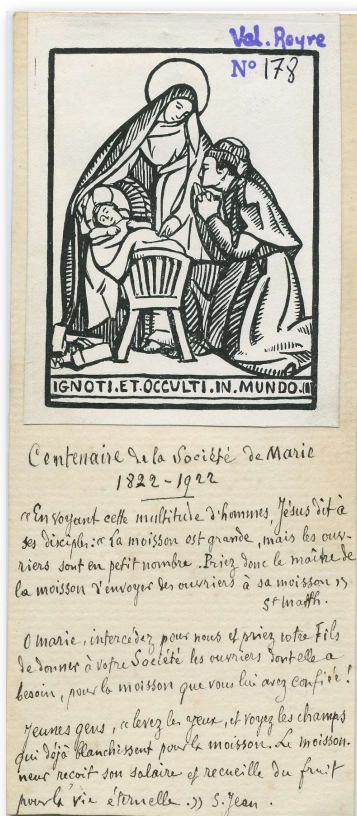 Val. Reyre
N° 178
IGNOTI.ET.OCCULTI.IN.MUNDO.
Centenaire de la Société de Marie
1822-1922
«En voyant cette multitude d'hommes, Jésus dit à
ses disciples: «La moisson est grande, mais les ouv-
riers sont en petit nombre. Priez donc le maître de
la moisson d'envoyer des ouvriers à sa moisson»,
St Matth.
O Marie, intercédez pour nous et priez votre Fils
de donner à votre Société les ouvriers dont elle a
besoin, pour la moisson que vous lui avez confiée!
Jeunes gens, «levez les yeux, et voyez les champs
qui déjà blanchissent pour la moisson. Le moisson-
neur reçoit son salaire et recueille du fruit
pour la vie éternelle.» S. Jean.